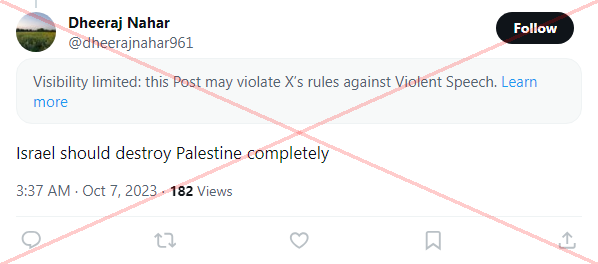 Dheeraj Nahar
@dheerajnahar961
Follow
Visibility limited: this Post may violate X's rules against Violent Speech. Learn
more
Israel should destroy Palestine completely
3:37 AM · Oct 7, 2023 · 182 Views